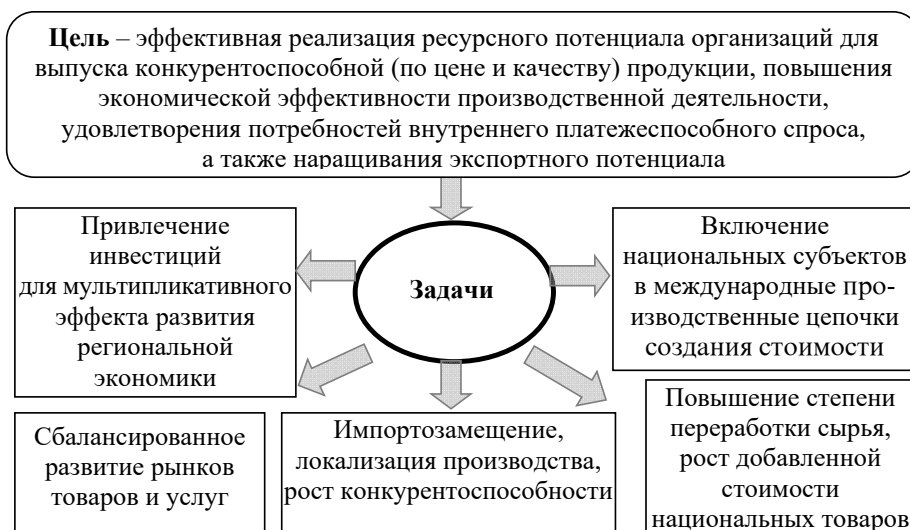 Цель – эффективная реализация ресурсного потенциала организаций для
выпуска конкурентоспособной (по цене и качеству) продукции, повышения
экономической эффективности производственной деятельности,
удовлетворения потребностей внутреннего платежеспособного спроса,
а также наращивания экспортного потенциала
Привлечение
инвестиций
для мультипликативного
эффекта развития
региональной
экономики
Задачи
Включение
национальных субъектов
в международные про-
изводственные цепочки
создания стоимости
Сбалансированное
развитие рынков
товаров и услуг
Импортозамещение,
локализация производства,
рост конкурентоспособности
Повышение степени
переработки сырья,
рост добавленной
стоимости
национальных товаров